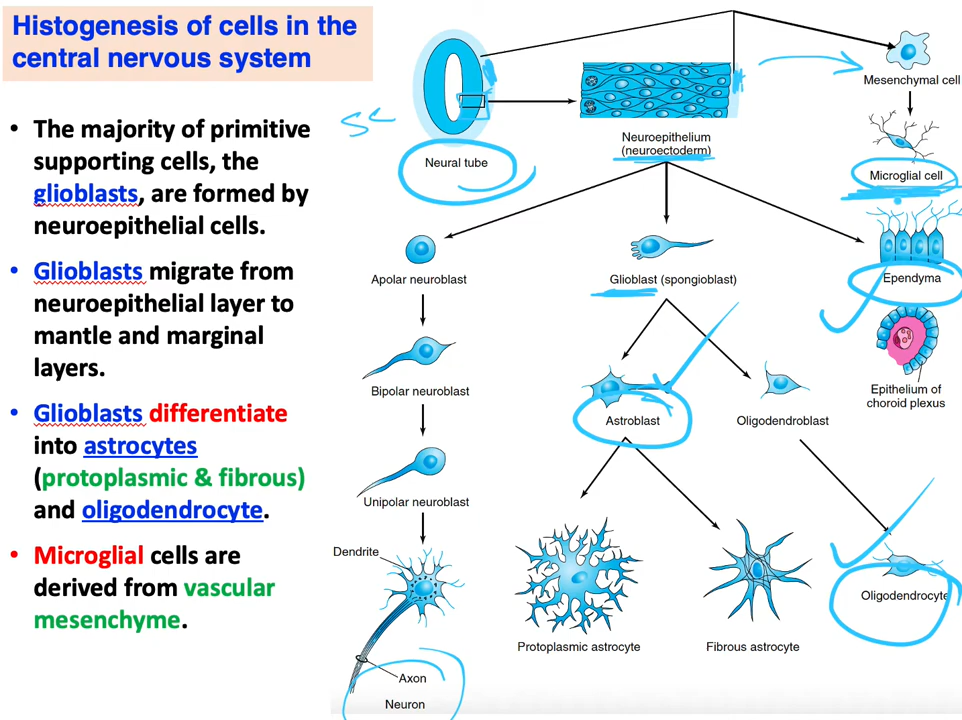 Histogenesis of cells in the
central nervous system
• The majority of primitive
supporting cells, the
glioblasts, are formed by
neuroepithelial cells.
• Glioblasts migrate from
neuroepithelial layer to
mantle and marginal
layers.
• Glioblasts differentiate
into astrocytes
(protoplasmic & fibrous)
and oligodendrocyte.
• Microglial cells are
derived from vascular
mesenchyme.
SC
Neural tube
Neuroepithelium
(neuroectoderm)
Mesenchymal cell
Microglial cell
Apolar neuroblast
Glioblast (spongioblast)
Ependyma
Bipolar neuroblast
Astroblast
Oligodendroblast
Epithelium of
choroid plexus
Unipolar neuroblast
Dendrite
Oligodendrocyte
Protoplasmic astrocyte
Fibrous astrocyte
Axon
Neuron